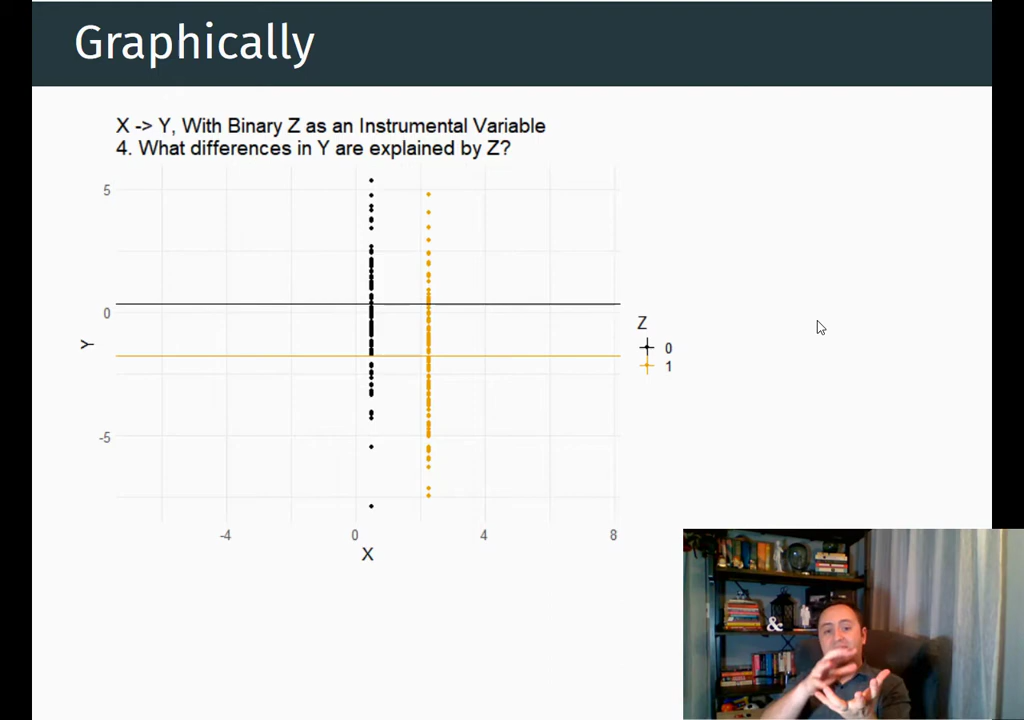 Graphically
X -> Y, With Binary Z as an Instrumental Variable
4. What differences in Y are explained by Z?
5
0
-5
Y
-4
0
4
8
X
Z
0
1
&